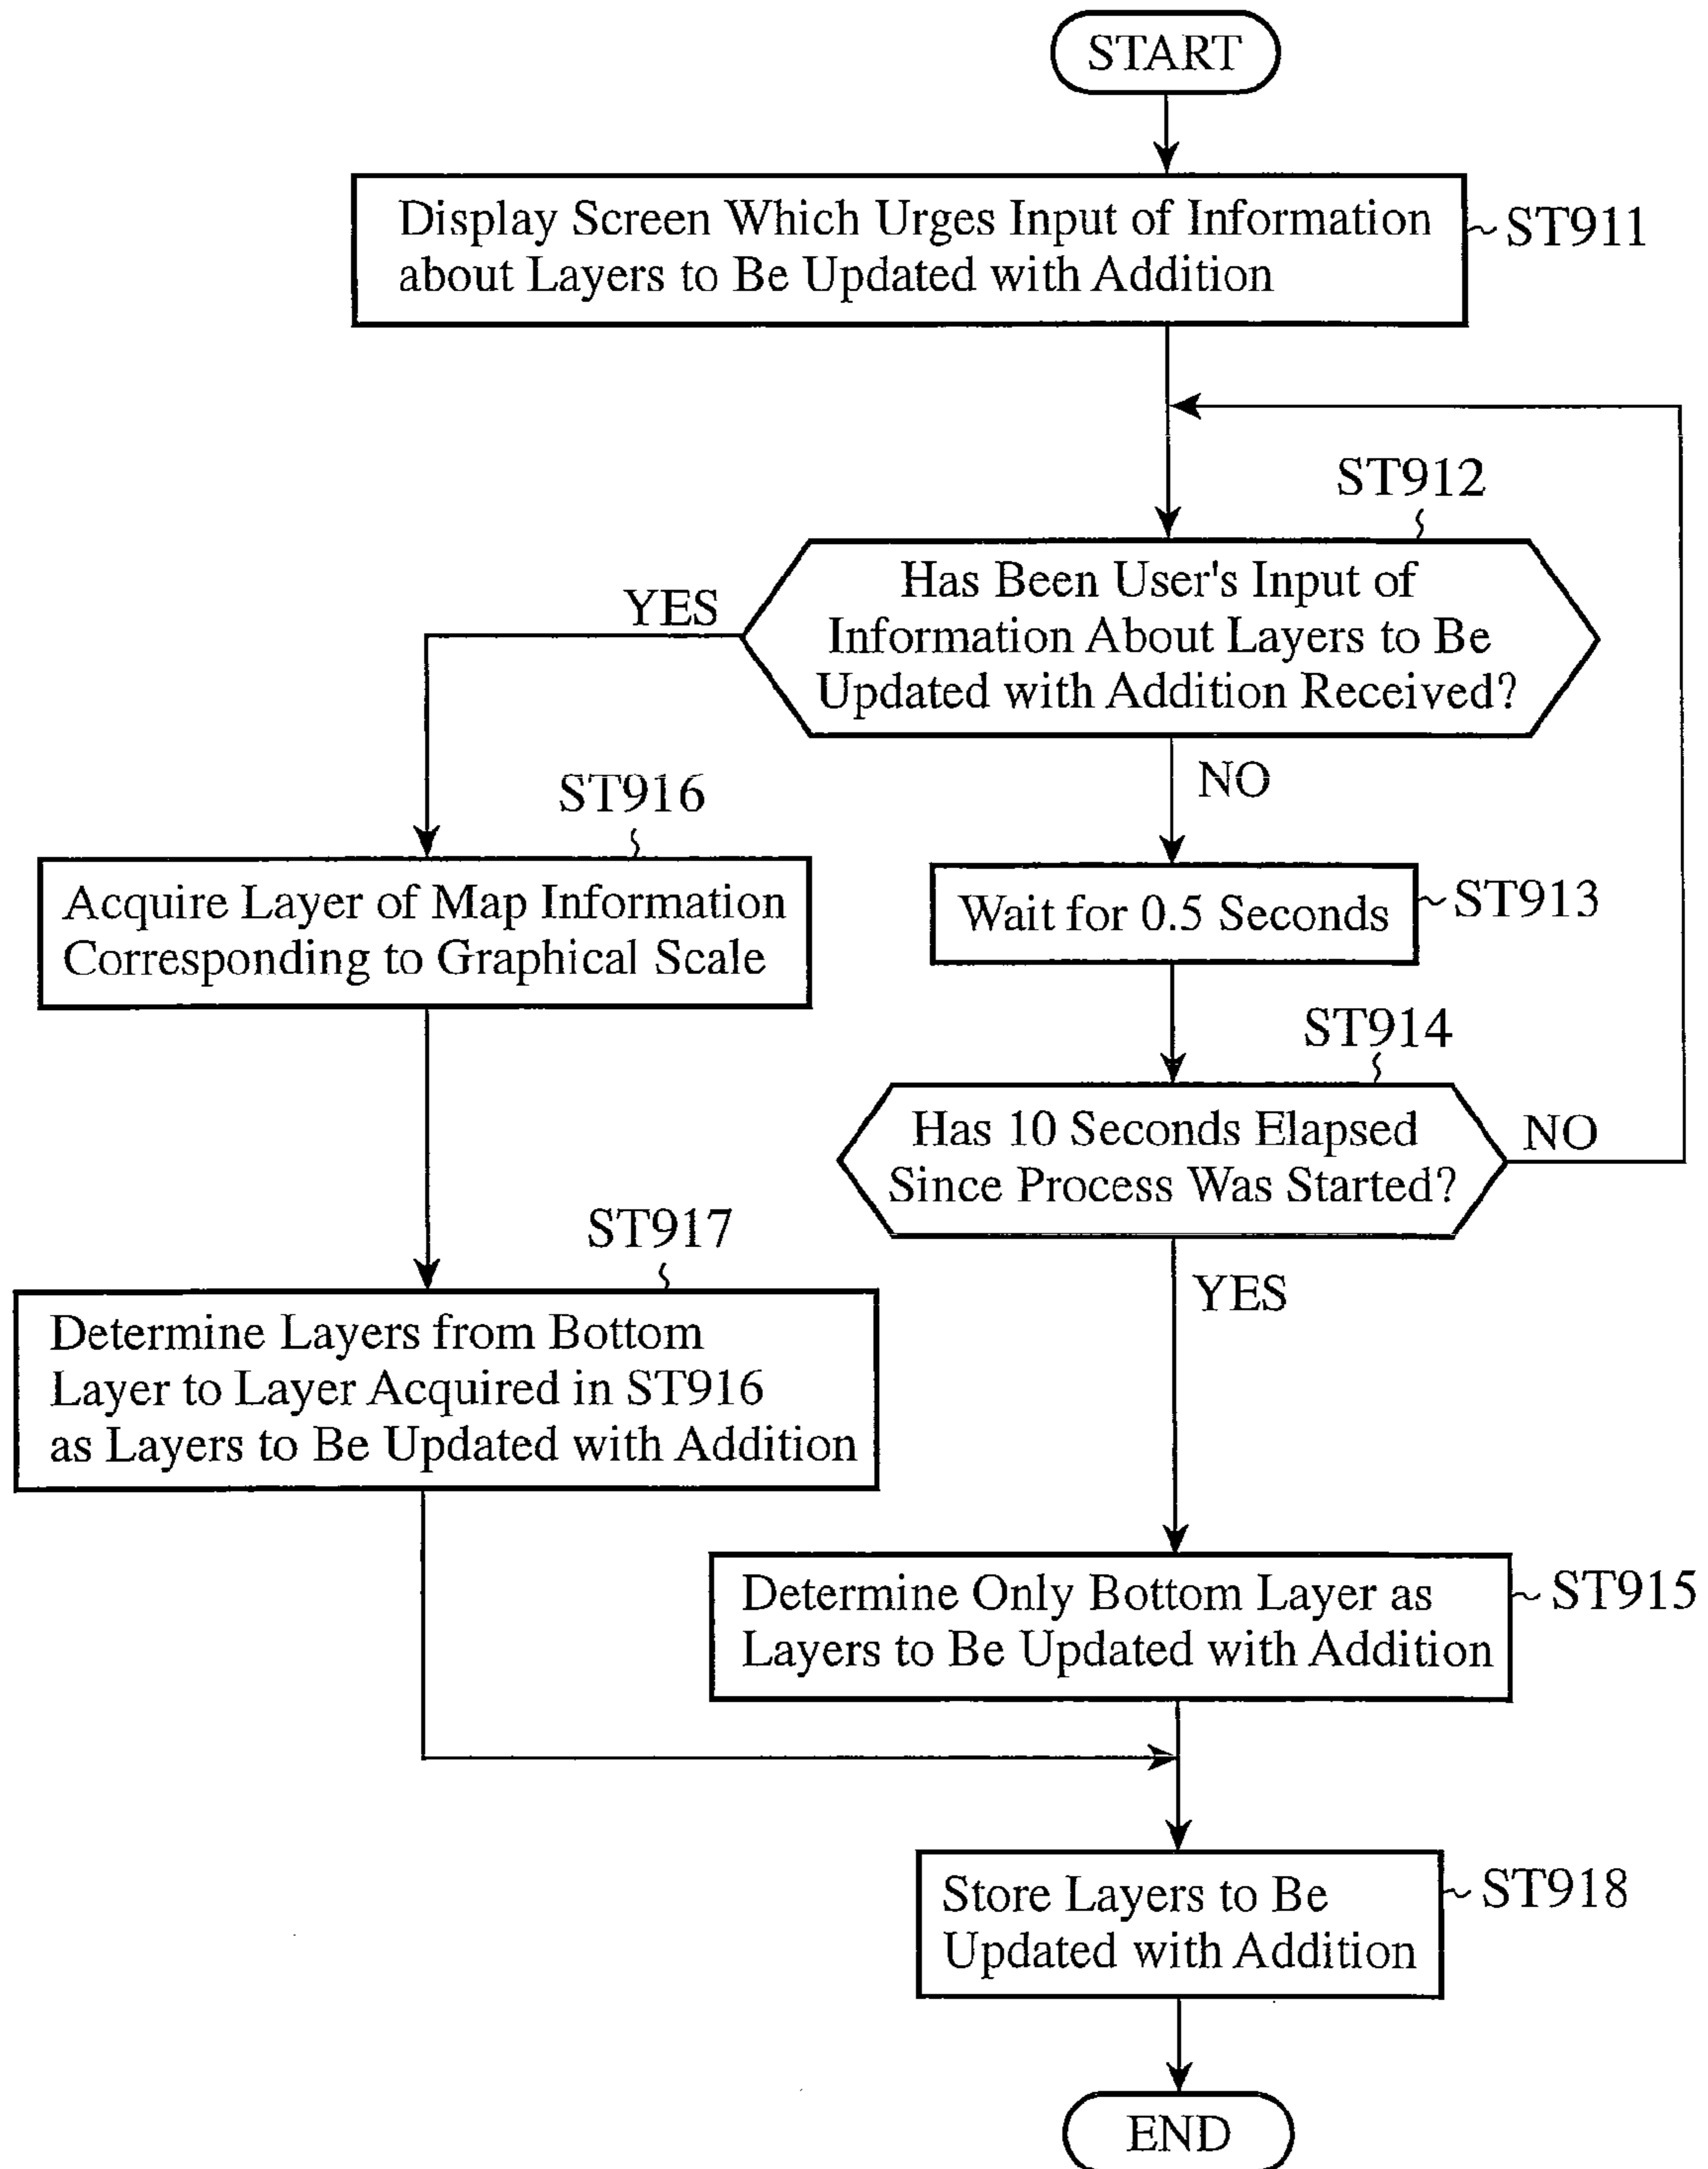 START
Display Screen Which Urges Input of Information
about Layers to Be Updated with Addition
ST911
ST912
Has Been User's Input of
Information About Layers to Be
Updated with Addition Received?
YES
NO
ST916
Acquire Layer of Map Information
Corresponding to Graphical Scale
Wait for 0.5 Seconds
ST913
ST914
Has 10 Seconds Elapsed
Since Process Was Started?
NO
YES
ST917
Determine Layers from Bottom
Layer to Layer Acquired in ST916
as Layers to Be Updated with Addition
Determine Only Bottom Layer as
Layers to Be Updated with Addition
ST915
Store Layers to Be
Updated with Addition
ST918
END